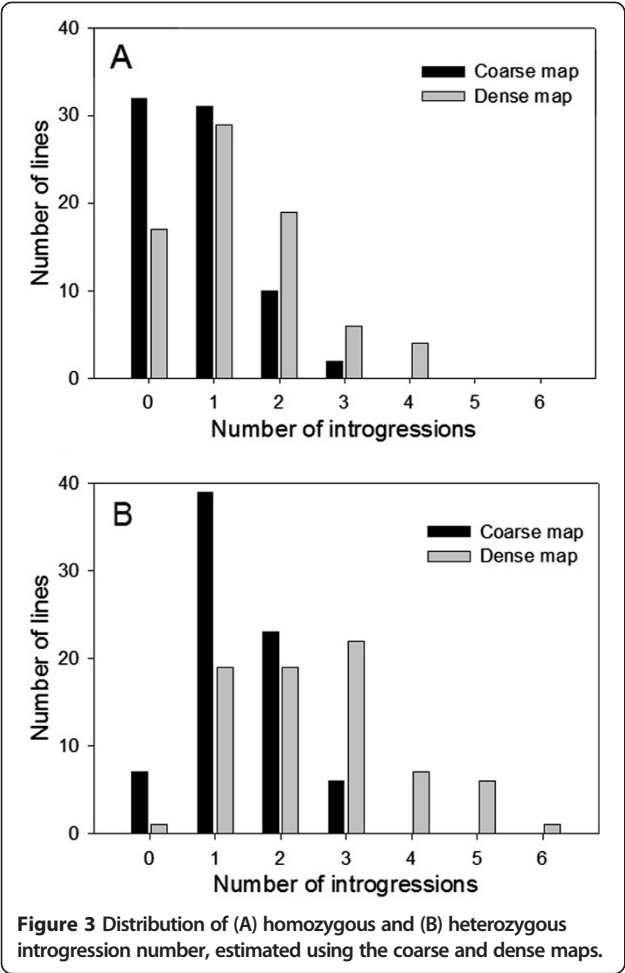 A
Coarse map
Dense map
Number of lines
40
30
20
10
0
0 1 2 3 4 5 6
Number of introgressions
B
Coarse map
Dense map
Number of lines
40
30
20
10
0
0 1 2 3 4 5 6
Number of introgressions
Figure 3 Distribution of (A) homozygous and (B) heterozygous
introgression number, estimated using the coarse and dense maps.